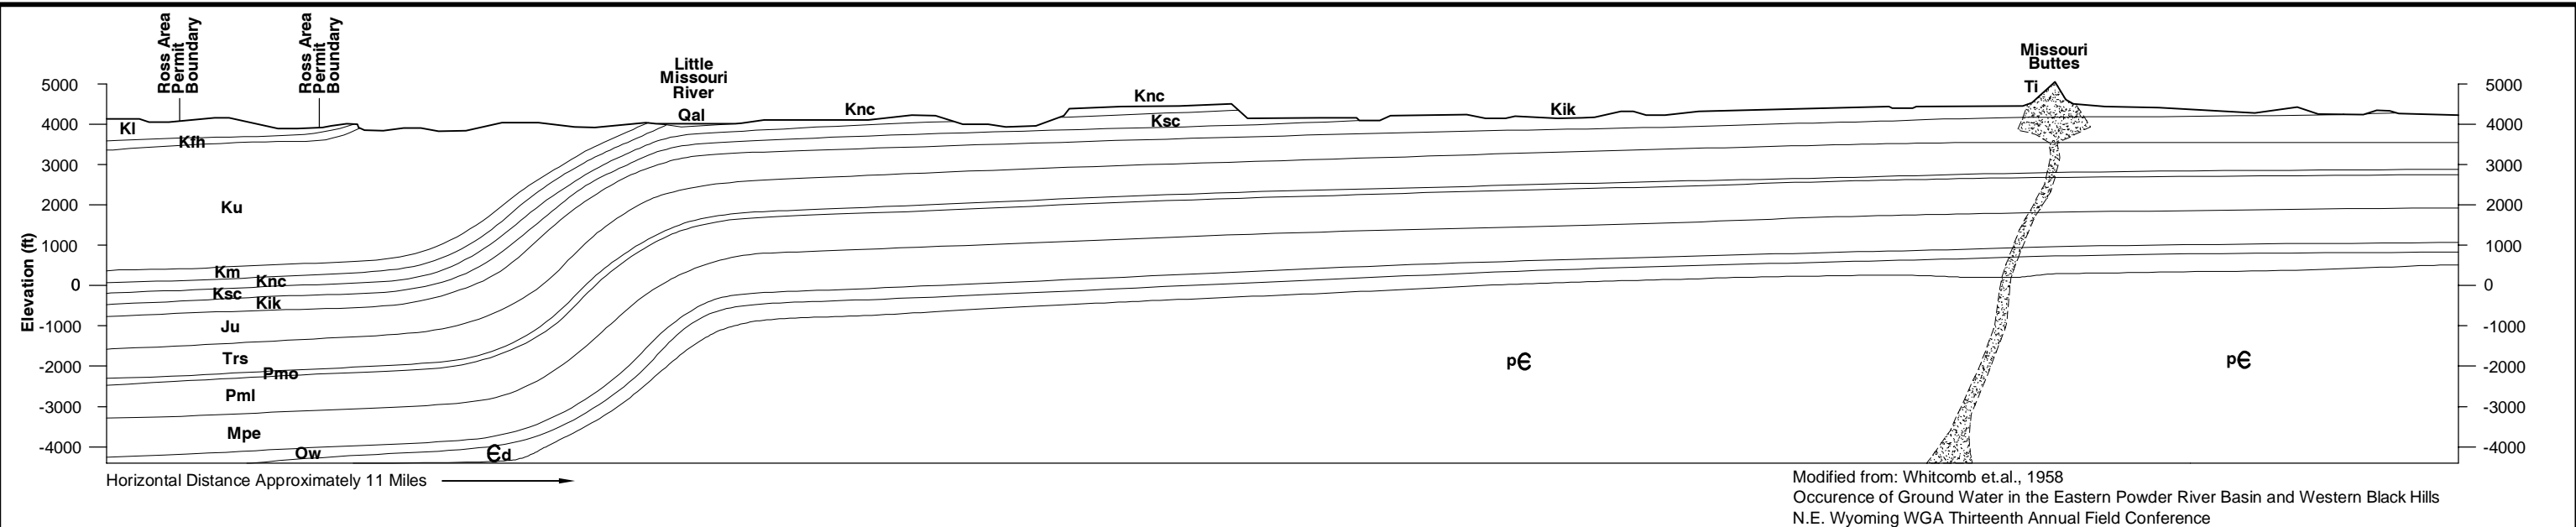 Ross Area
Permit
Boundary
Ross Area
Permit
Boundary
Little
Missouri
River
Qal
Missouri
Buttes
Ti
5000
4000
3000
2000
1000
0
-1000
-2000
-3000
-4000
Elevation (ft)
Kl
Kfh
Ku
Km
Knc
Ksc
Kik
Ju
Trs
Pmo
Pml
Mpe
Ow
Єd
Knc
Knc
Ksc
Kik
pЄ
pЄ
5000
4000
3000
2000
1000
0
-1000
-2000
-3000
-4000
Horizontal Distance Approximately 11 Miles
Modified from: Whitcomb et.al., 1958
Occurence of Ground Water in the Eastern Powder River Basin and Western Black Hills
N.E. Wyoming WGA Thirteenth Annual Field Conference